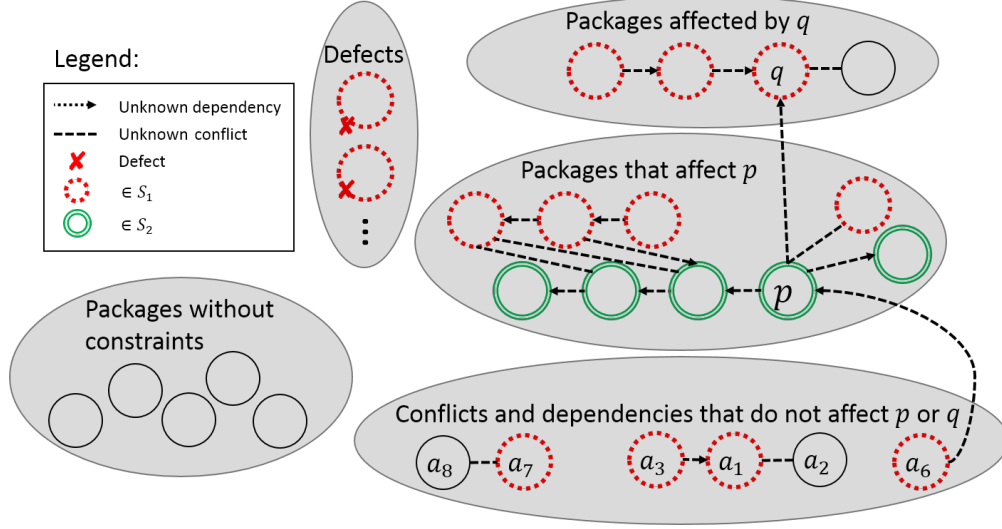 Legend:
Unknown dependency
Unknown conflict
Defect
∈ S₁
∈ S₂
Defects
Packages affected by q
q
Packages that affect p
p
Packages without
constraints
Conflicts and dependencies that do not affect p or q
a₈ a₇ a₃ a₁ a₂ a₆